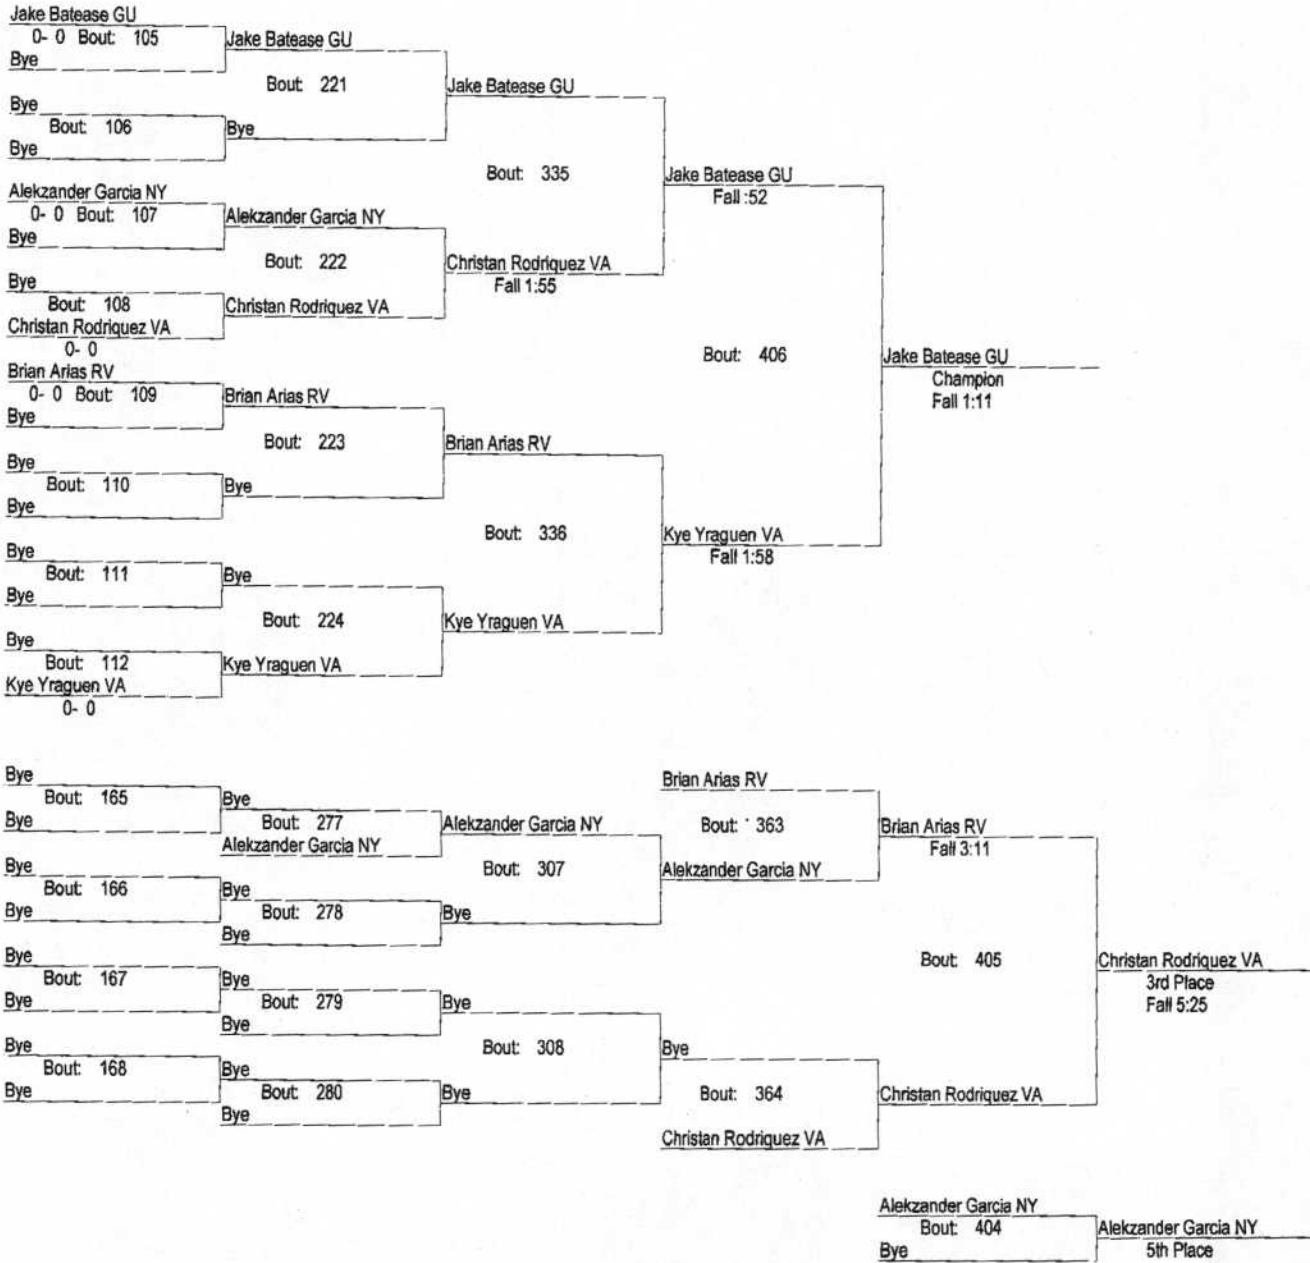 Jake Batease GU
0- 0 Bout: 105
Bye
Jake Batease GU
Bout: 221
Bye
Bout: 106
Bye
Bye
Jake Batease GU
Bout: 335
Alekzander Garcia NY
0- 0 Bout: 107
Bye
Alekzander Garcia NY
Bout: 222
Bye
Bout: 108
Christan Rodriquez VA
0- 0
Christan Rodriquez VA
Christan Rodriquez VA
Fall 1:55
Jake Batease GU
Fall :52
Bout: 406
Brian Arias RV
0- 0 Bout: 109
Bye
Brian Arias RV
Bout: 223
Bye
Bout: 110
Bye
Bye
Brian Arias RV
Bout: 336
Bye
Bout: 111
Bye
Bye
Bout: 224
Bye
Bout: 112
Kye Yraguen VA
0- 0
Kye Yraguen VA
Kye Yraguen VA
Kye Yraguen VA
Fall 1:58
Jake Batease GU
Champion
Fall 1:11
Bye
Bout: 165
Bye
Bye
Bout: 277
Alekzander Garcia NY
Alekzander Garcia NY
Bout: 307
Bye
Bout: 166
Bye
Bye
Bout: 278
Bye
Bye
Brian Arias RV
Bout: 363
Alekzander Garcia NY
Brian Arias RV
Fall 3:11
Bout: 405
Bye
Bout: 167
Bye
Bye
Bout: 279
Bye
Bye
Bout: 308
Bye
Bout: 168
Bye
Bye
Bout: 280
Bye
Bye
Bye
Bout: 364
Christan Rodriquez VA
Christan Rodriquez VA
Christan Rodriquez VA
3rd Place
Fall 5:25
Alekzander Garcia NY
Bout: 404
Bye
Alekzander Garcia NY
5th Place